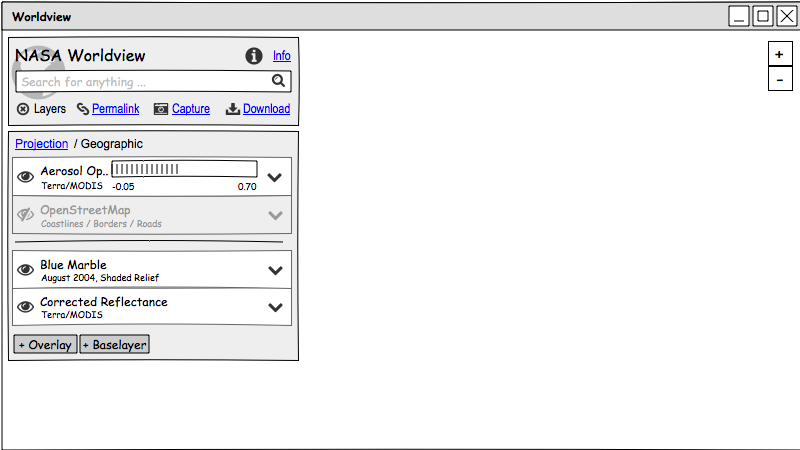 Worldview
NASA Worldview
Info
Search for anything ...
Layers Permalink Capture Download
+
-
Projection / Geographic
Aerosol Op..
Terra/MODIS -0.05 0.70
OpenStreetMap
Coastlines / Borders / Roads
Blue Marble
August 2004, Shaded Relief
Corrected Reflectance
Terra/MODIS
+ Overlay + Baselayer